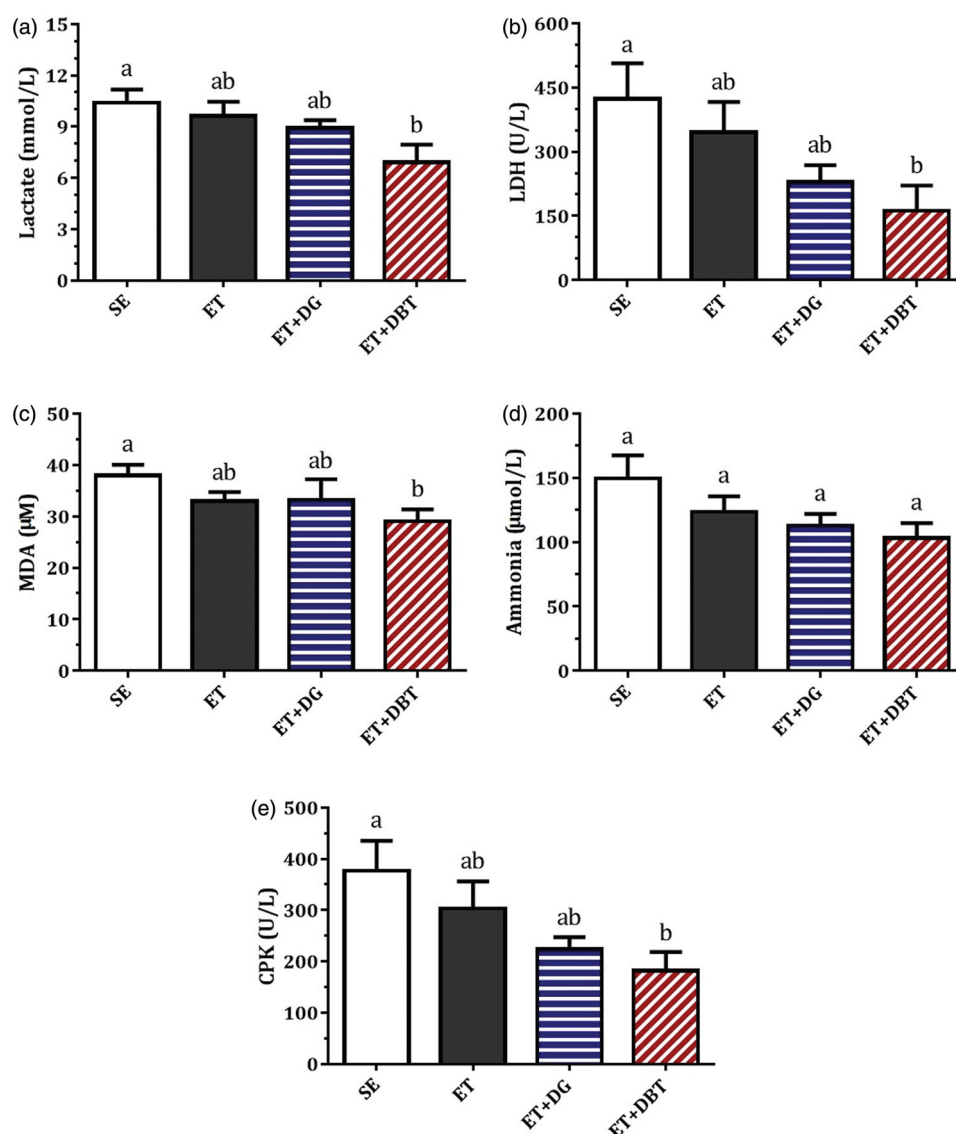 (a)
Lactate (mmol/L)
15
12
9
6
3
0
a
ab
ab
b
SE
ET
ET+DG
ET+DBT
(b)
LDH (U/L)
600
450
300
150
0
a
ab
ab
b
SE
ET
ET+DG
ET+DBT
(c)
MDA (µM)
50
40
30
20
10
0
a
ab
ab
b
SE
ET
ET+DG
ET+DBT
(d)
Ammonia (µmol/L)
200
150
100
50
0
a
a
a
a
SE
ET
ET+DG
ET+DBT
(e)
CPK (U/L)
500
400
300
200
100
0
a
ab
ab
b
SE
ET
ET+DG
ET+DBT